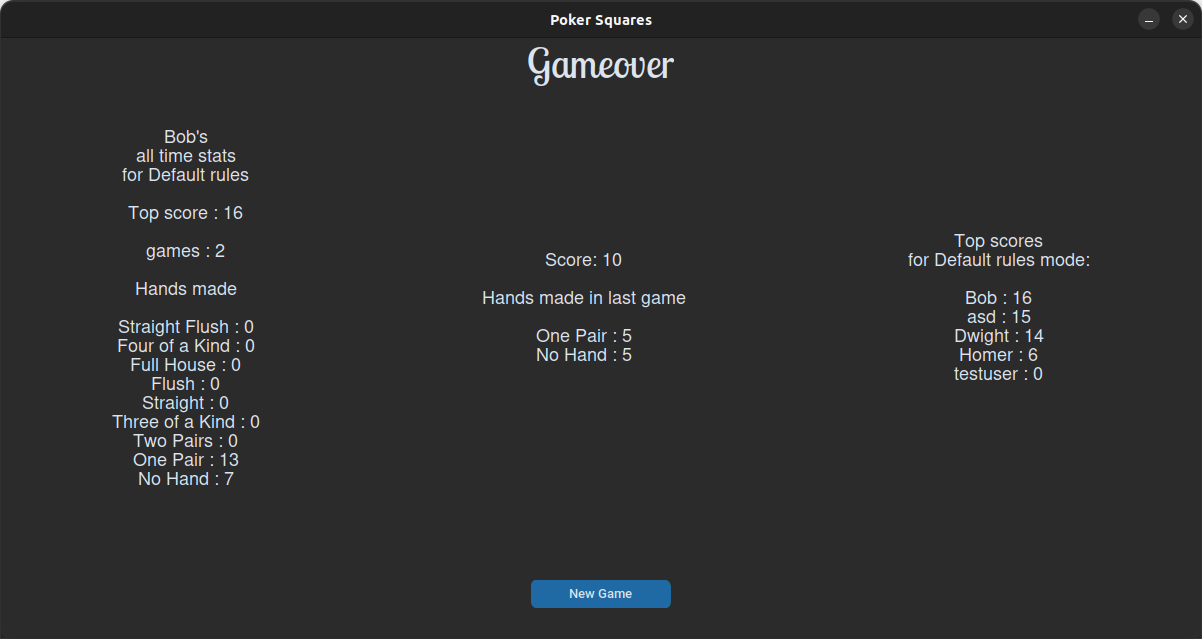 Poker Squares
Gameover
Bob's
all time stats
for Default rules
Top score : 16
games : 2
Hands made
Straight Flush : 0
Four of a Kind : 0
Full House : 0
Flush : 0
Straight : 0
Three of a Kind : 0
Two Pairs : 0
One Pair : 13
No Hand : 7
Score: 10
Hands made in last game
One Pair : 5
No Hand : 5
Top scores
for Default rules mode:
Bob : 16
asd : 15
Dwight : 14
Homer : 6
testuser : 0
New Game